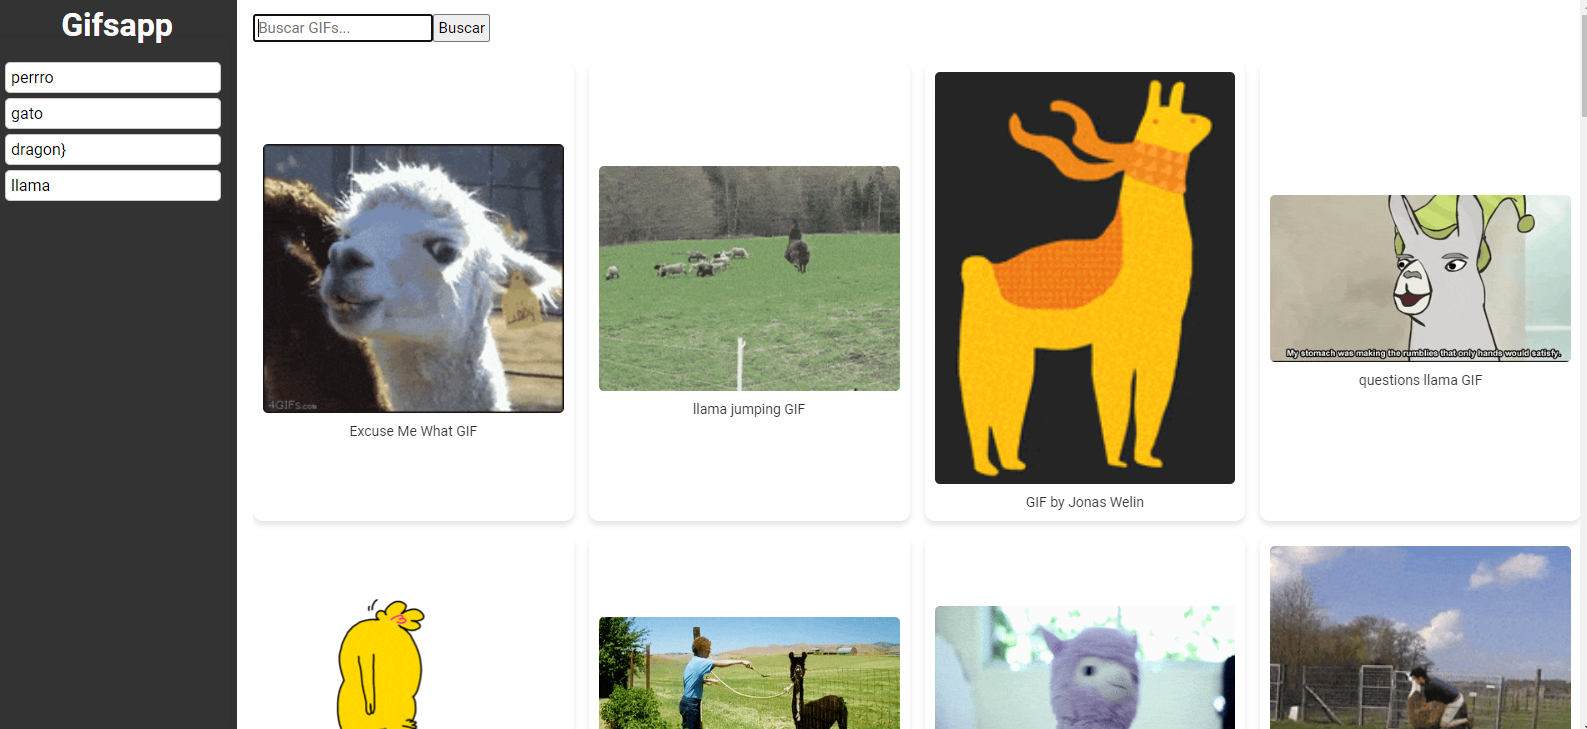 Gifsapp
perrro
gato
dragon}
llama
Buscar GIFs... Buscar
4GIFs.com
Excuse Me What GIF
llama jumping GIF
GIF by Jonas Welin
My stomach was making the rumblies that only hands would satisfy.
questions llama GIF